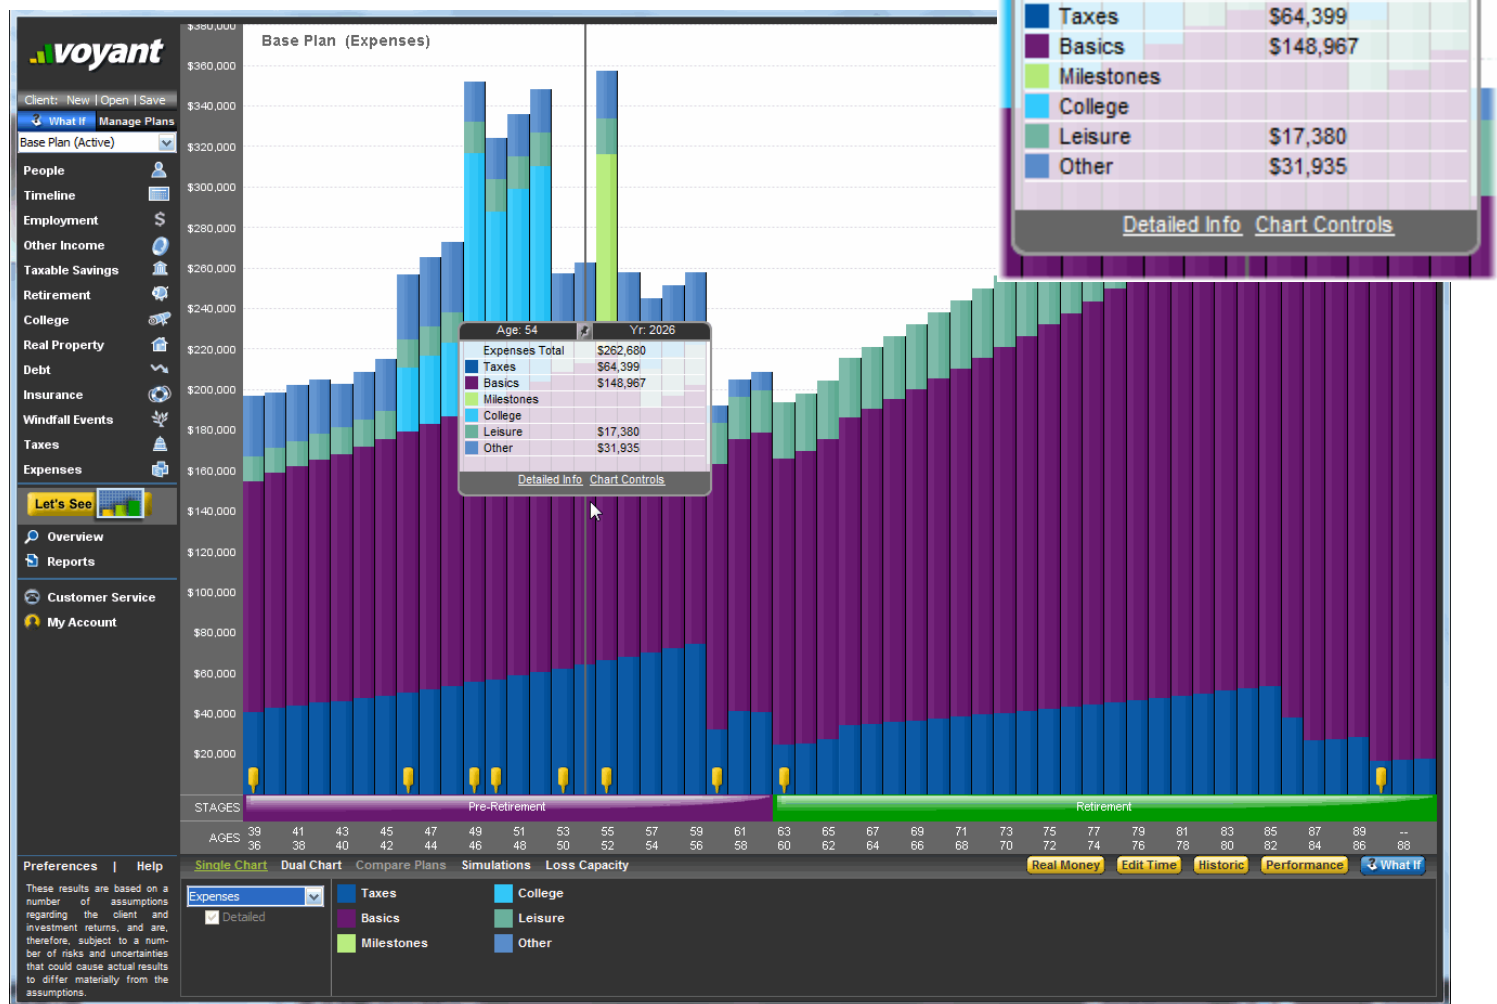 voyant
Client: New | Open | Save
What If Manage Plans
Base Plan (Active)
People
Timeline
Employment
Other Income
Taxable Savings
Retirement
College
Real Property
Debt
Insurance
Windfall Events
Taxes
Expenses
Let's See
Overview
Reports
Customer Service
My Account
Preferences | Help
These results are based on a
number of assumptions
regarding the client and
investment returns, and are,
therefore, subject to a num-
ber of risks and uncertainties
that could cause actual results
to differ materially from the
assumptions.
Base Plan (Expenses)
$380,000
$360,000
$340,000
$320,000
$300,000
$280,000
$260,000
$240,000
$220,000
$200,000
$180,000
$160,000
$140,000
$120,000
$100,000
$80,000
$60,000
$40,000
$20,000
Age: 54 Yr: 2026
Expenses Total $262,680
Taxes $64,399
Basics $148,967
Milestones
College
Leisure $17,380
Other $31,935
Detailed Info Chart Controls
Taxes $64,399
Basics $148,967
Milestones
College
Leisure $17,380
Other $31,935
Detailed Info Chart Controls
STAGES Pre-Retirement Retirement
AGES 39 41 43 45 47 49 51 53 55 57 59 61 63 65 67 69 71 73 75 77 79 81 83 85 87 89 --
36 38 40 42 44 46 48 50 52 54 56 58 60 62 64 66 68 70 72 74 76 78 80 82 84 86 88
Single Chart Dual Chart Compare Plans Simulations Loss Capacity Real Money Edit Time Historic Performance What If
Expenses
Detailed
Taxes College
Basics Leisure
Milestones Other